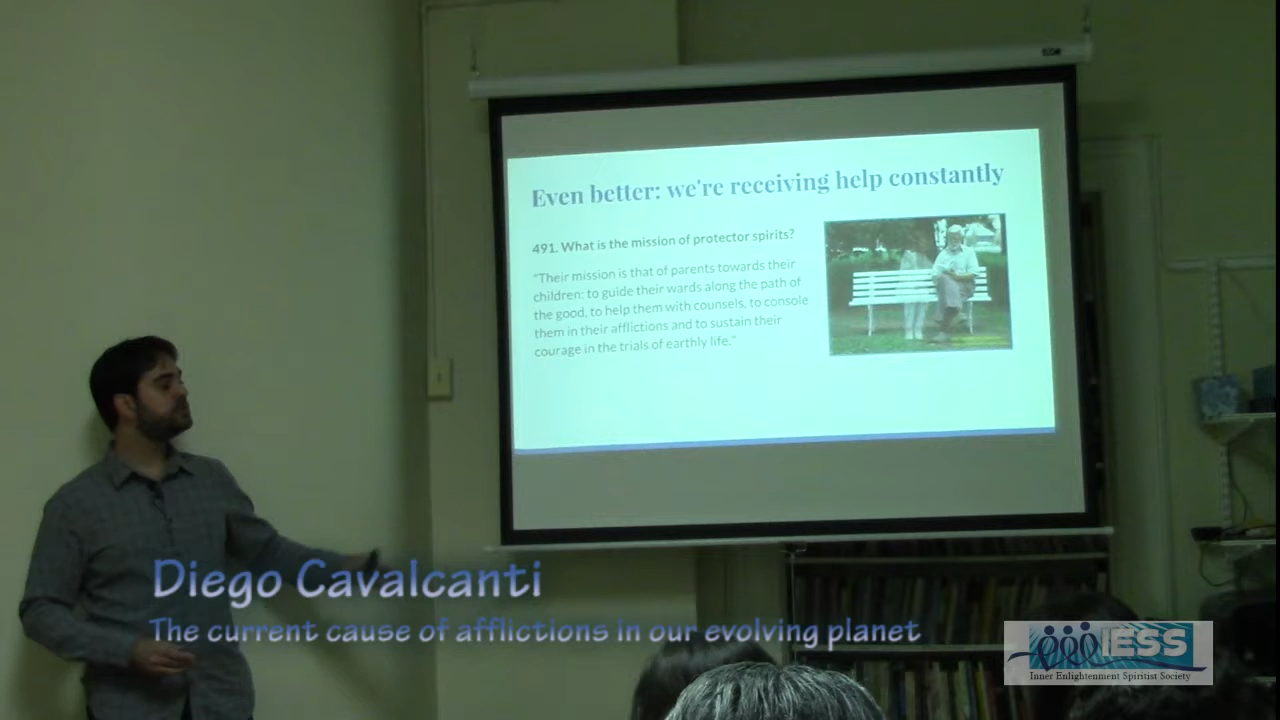 Even better: we're receiving help constantly
491. What is the mission of protector spirits?
"Their mission is that of parents towards their
children: to guide their wards along the path of
the good, to help them with counsels, to console
them in their afflictions and to sustain their
courage in the trials of earthly life."
Diego Cavalcanti
The current cause of afflictions in our evolving planet
IESS
Inner Enlightenment Spiritist Society